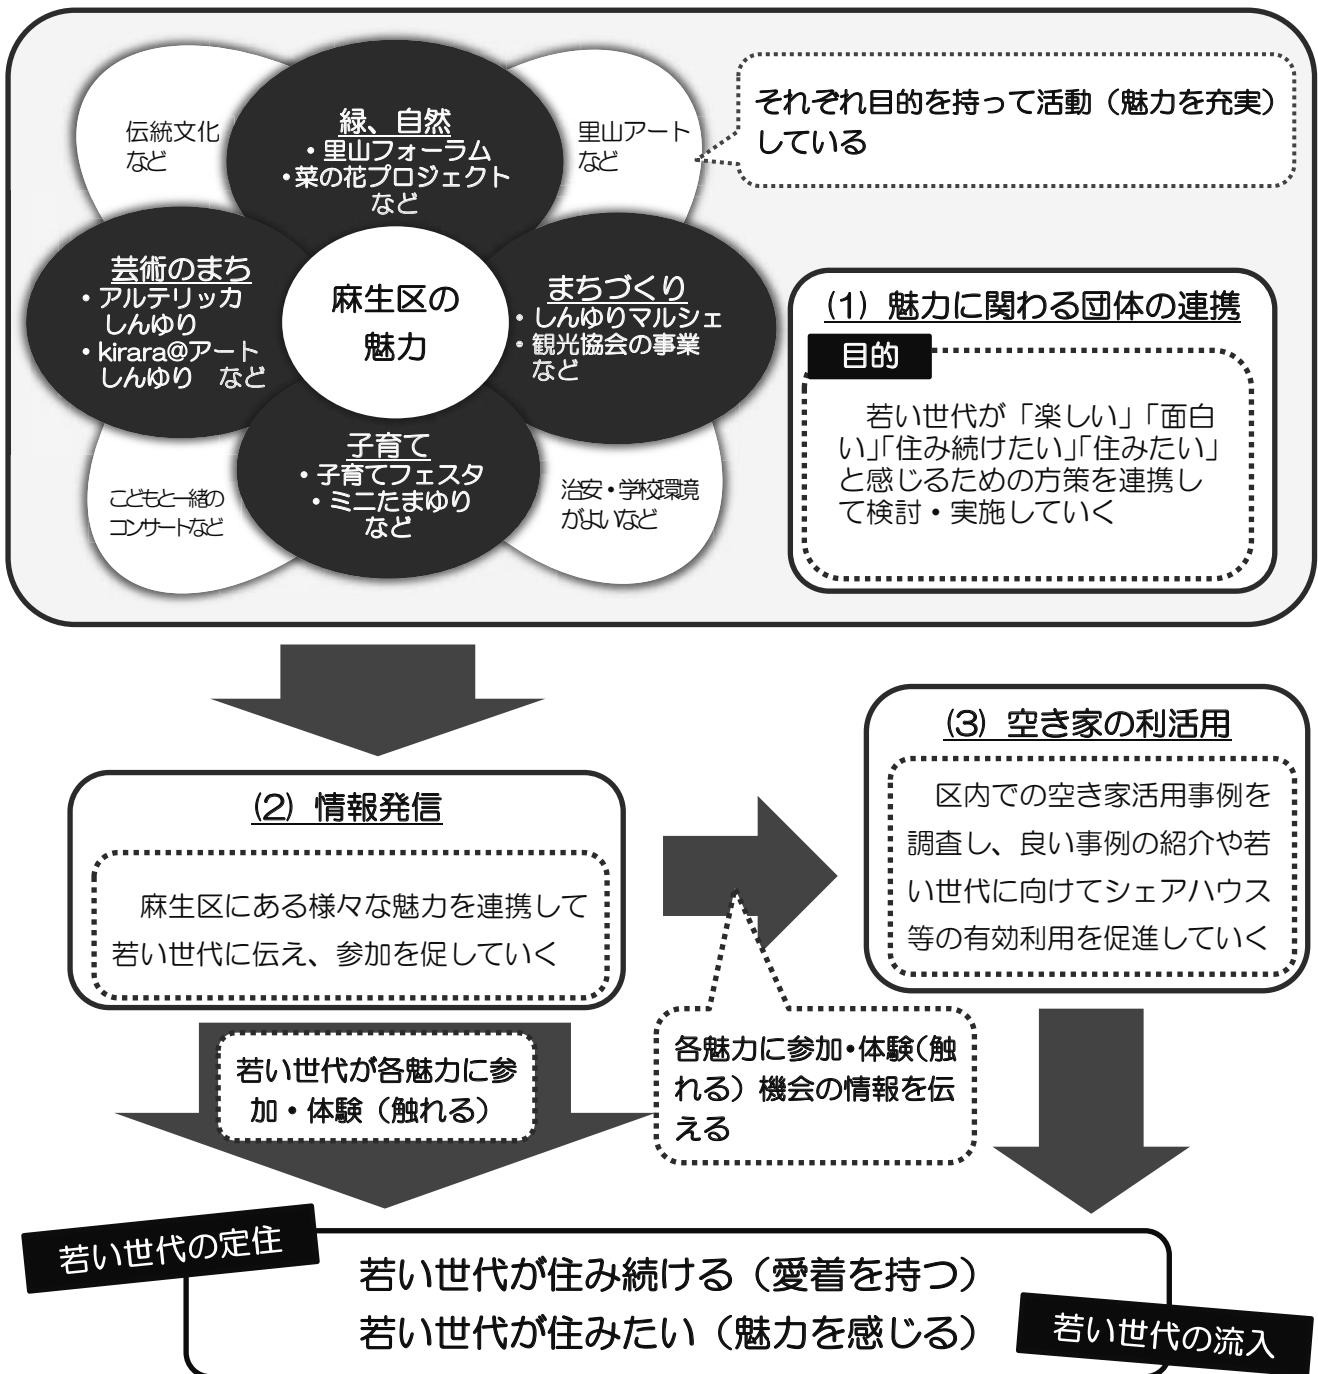 伝統文化
など
緑、自然
・里山フォーラム
・菜の花プロジェクト
など
里山アート
など
それぞれ目的を持って活動（魅力を充実）
している
芸術のまち
・アルテリッカ
しんゆり
・kirara@アート
しんゆり　など
麻生区の
魅力
まちづくり
・しんゆりマルシェ
・観光協会の事業
など
子育て
・子育てフェスタ
・ミニたまゆり
など
こどもと一緒の
コンサートなど
治安・学校環境
がよいなど
(1) 魅力に関わる団体の連携
目的
若い世代が「楽しい」「面白
い」「住み続けたい」「住みたい」
と感じるための方策を連携し
て検討・実施していく
(2) 情報発信
麻生区にある様々な魅力を連携して
若い世代に伝え、参加を促していく
(3) 空き家の利活用
区内での空き家活用事例を
調査し、良い事例の紹介や若
い世代に向けてシェアハウス
等の有効利用を促進していく
若い世代が各魅力に参
加・体験（触れる）
各魅力に参加・体験（触
れる）機会の情報を伝
える
若い世代の定住
若い世代が住み続ける（愛着を持つ）
若い世代が住みたい（魅力を感じる）
若い世代の流入